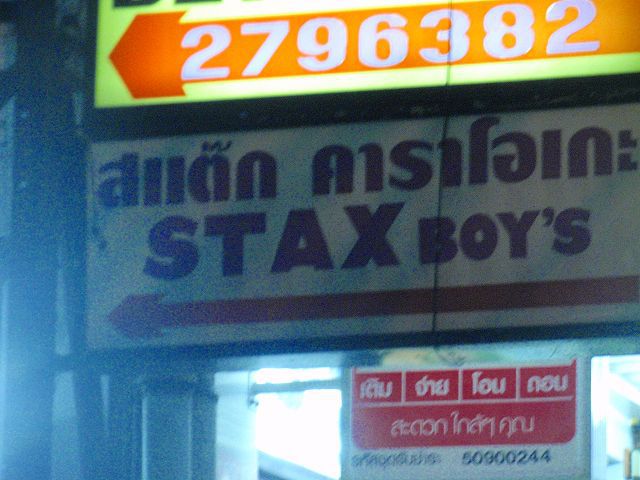 2796382
สแต๊ก คาราโอเกะ
STAX BOY'S
เติม จ่าย โอน ถอน
สะดวก ใกล้ๆ คุณ
50900244